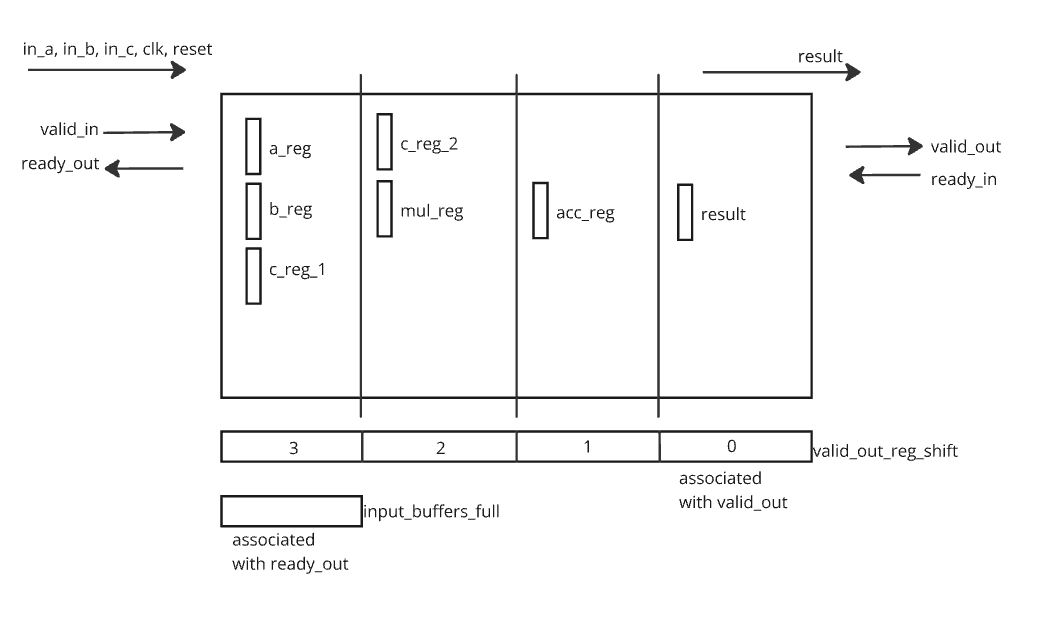 in_a, in_b, in_c, clk, reset
result
valid_in
ready_out
valid_out
ready_in
a_reg
b_reg
c_reg_1
c_reg_2
mul_reg
acc_reg
result
3
2
1
0
valid_out_reg_shift
associated
with valid_out
input_buffers_full
associated
with ready_out